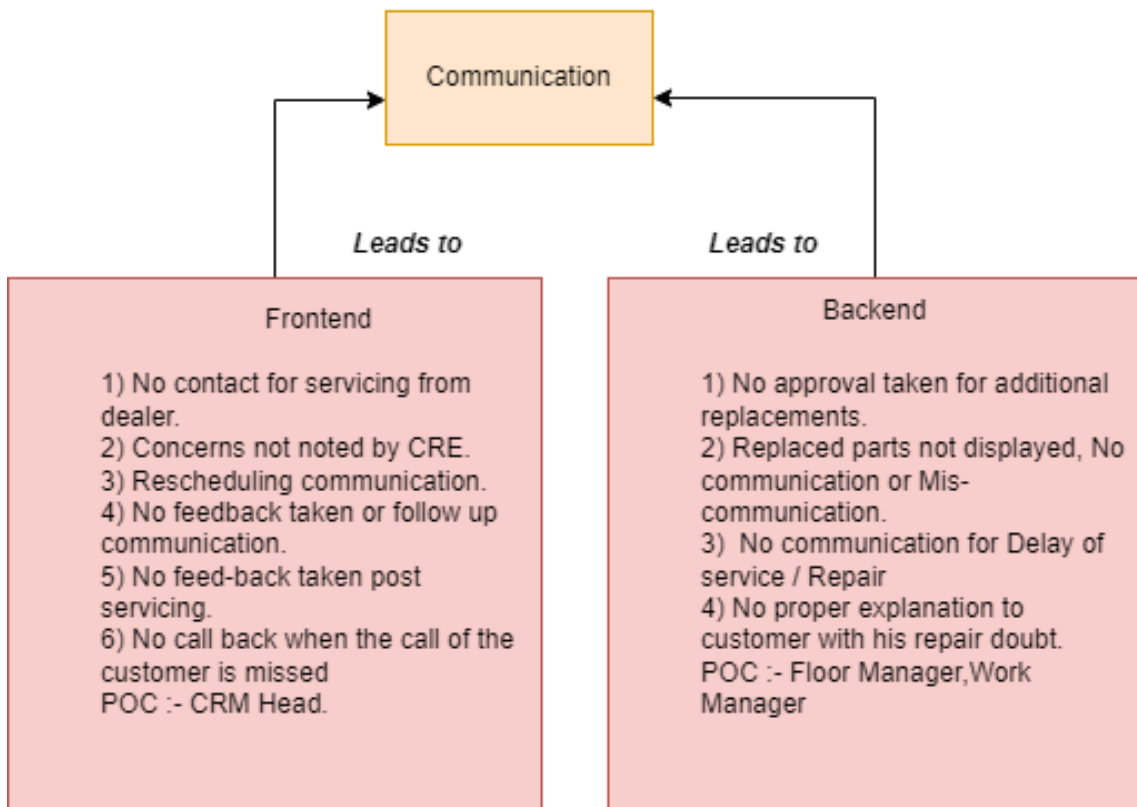 Communication
Leads to
Leads to
Frontend
1) No contact for servicing from
dealer.
2) Concerns not noted by CRE.
3) Rescheduling communication.
4) No feedback taken or follow up
communication.
5) No feed-back taken post
servicing.
6) No call back when the call of the
customer is missed
POC :- CRM Head.
Backend
1) No approval taken for additional
replacements.
2) Replaced parts not displayed, No
communication or Mis-
communication.
3)  No communication for Delay of
service / Repair
4) No proper explanation to
customer with his repair doubt.
POC :- Floor Manager,Work
Manager